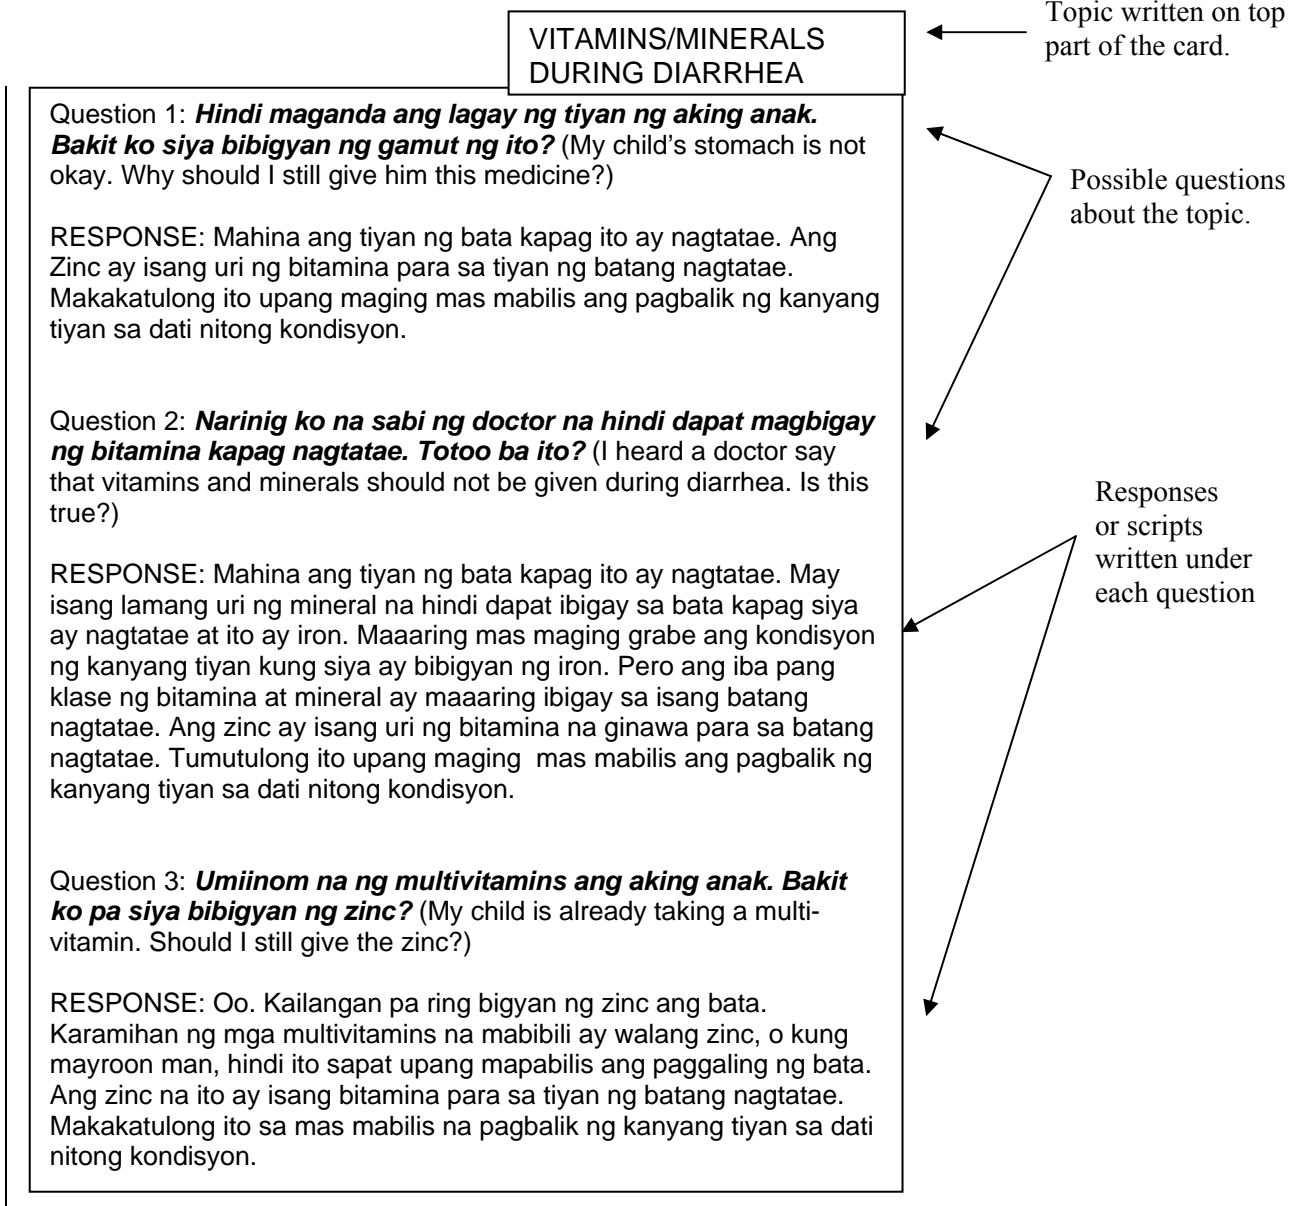 Topic written on top
part of the card.
VITAMINS/MINERALS
DURING DIARRHEA
Question 1: Hindi maganda ang lagay ng tiyan ng aking anak.
Bakit ko siya bibigyan ng gamut ng ito? (My child's stomach is not
okay. Why should I still give him this medicine?)
Possible questions
about the topic.
RESPONSE: Mahina ang tiyan ng bata kapag ito ay nagtatae. Ang
Zinc ay isang uri ng bitamina para sa tiyan ng batang nagtatae.
Makakatulong ito upang maging mas mabilis ang pagbalik ng kanyang
tiyan sa dati nitong kondisyon.
Question 2: Narinig ko na sabi ng doctor na hindi dapat magbigay
ng bitamina kapag nagtatae. Totoo ba ito? (I heard a doctor say
that vitamins and minerals should not be given during diarrhea. Is this
true?)
Responses
or scripts
written under
each question
RESPONSE: Mahina ang tiyan ng bata kapag ito ay nagtatae. May
isang lamang uri ng mineral na hindi dapat ibigay sa bata kapag siya
ay nagtatae at ito ay iron. Maaaring mas maging grabe ang kondisyon
ng kanyang tiyan kung siya ay bibigyan ng iron. Pero ang iba pang
klase ng bitamina at mineral ay maaaring ibigay sa isang batang
nagtatae. Ang zinc ay isang uri ng bitamina na ginawa para sa batang
nagtatae. Tumutulong ito upang maging  mas mabilis ang pagbalik ng
kanyang tiyan sa dati nitong kondisyon.
Question 3: Umiinom na ng multivitamins ang aking anak. Bakit
ko pa siya bibigyan ng zinc? (My child is already taking a multi-
vitamin. Should I still give the zinc?)
RESPONSE: Oo. Kailangan pa ring bigyan ng zinc ang bata.
Karamihan ng mga multivitamins na mabibili ay walang zinc, o kung
mayroon man, hindi ito sapat upang mapabilis ang paggaling ng bata.
Ang zinc na ito ay isang bitamina para sa tiyan ng batang nagtatae.
Makakatulong ito sa mas mabilis na pagbalik ng kanyang tiyan sa dati
nitong kondisyon.